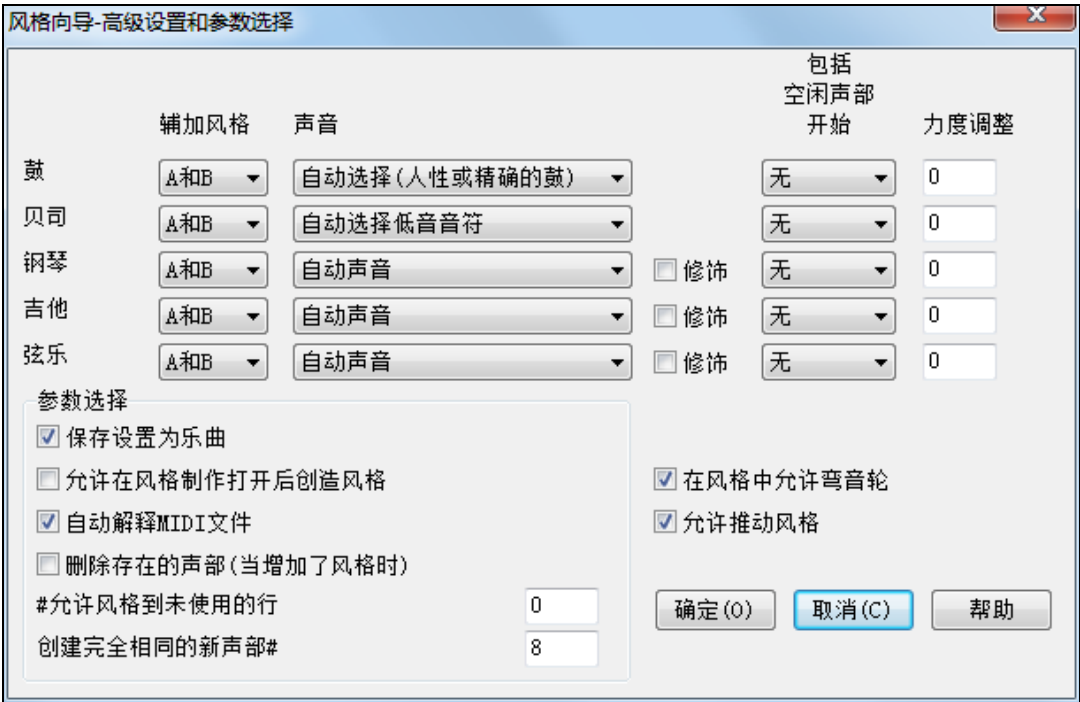 风格向导-高级设置和参数选择
包括
空闲声部
辅加风格 声音 开始 力度调整
鼓 A和B 自动选择(人性或精确的鼓) 无 0
贝司 A和B 自动选择低音音符 无 0
钢琴 A和B 自动声音 修饰 无 0
吉他 A和B 自动声音 修饰 无 0
弦乐 A和B 自动声音 修饰 无 0
参数选择
保存设置为乐曲
允许在风格制作打开后创造风格 在风格中允许弯音轮
自动解释MIDI文件 允许推动风格
删除存在的声部(当增加了风格时)
#允许风格到未使用的行 0 确定(O) 取消(C) 帮助
创建完全相同的新声部# 8